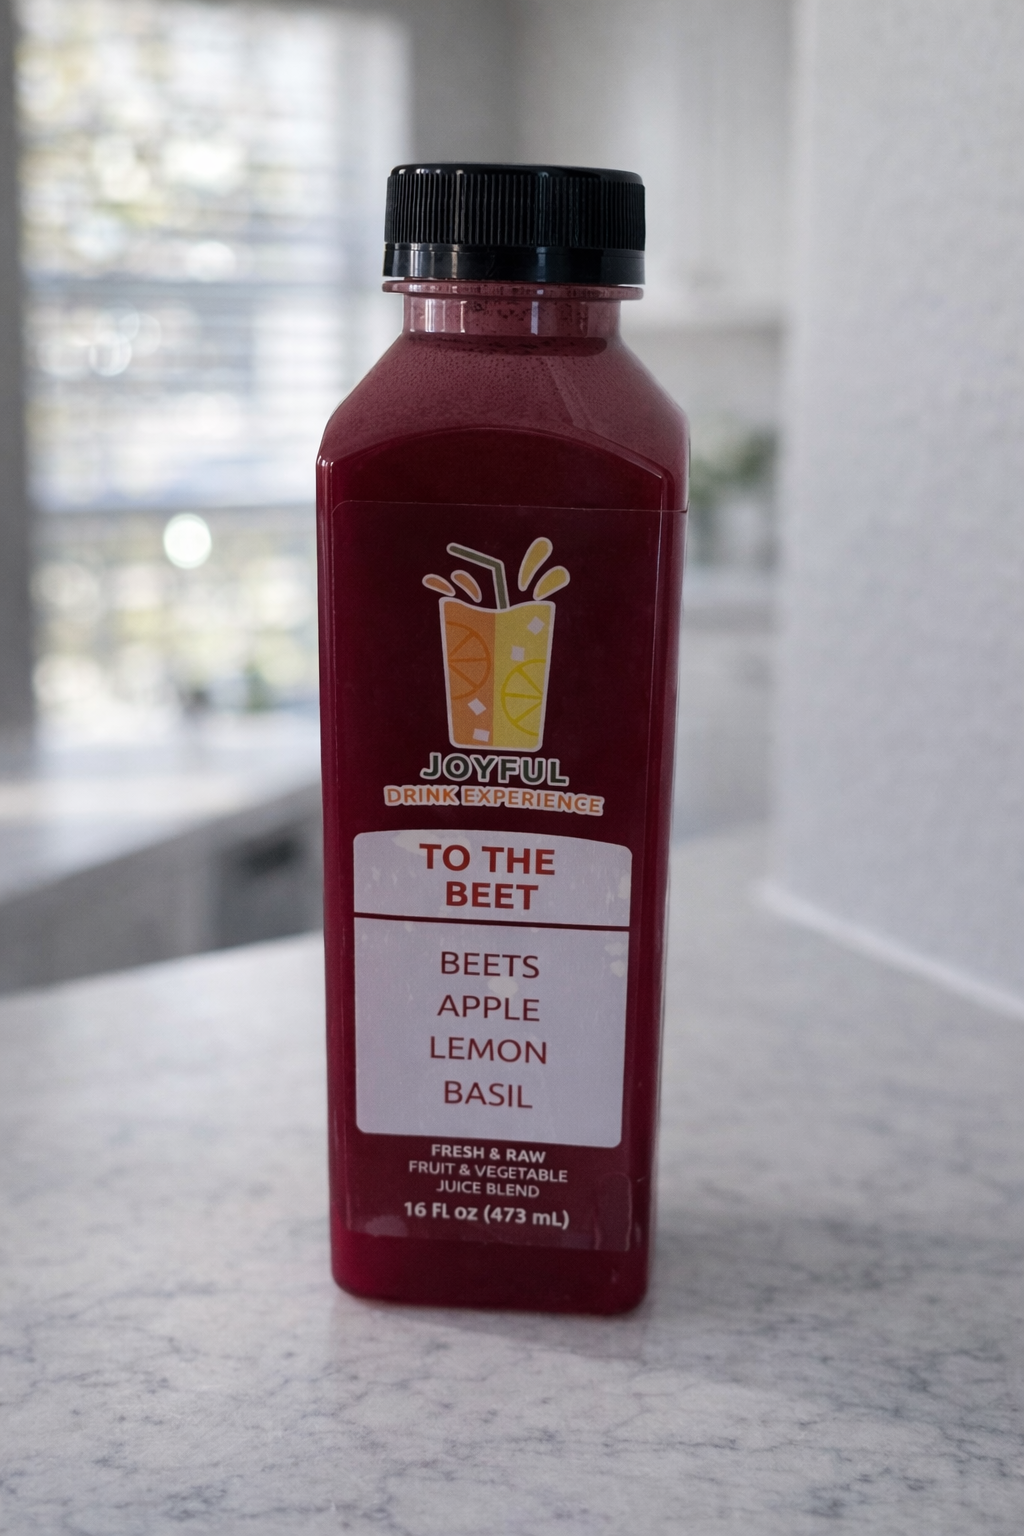 JOYFUL
DRINK EXPERIENCE
TO THE
BEET
BEETS
APPLE
LEMON
BASIL
FRESH & RAW
FRUIT & VEGETABLE
JUICE BLEND
16 FL oz (473 mL)